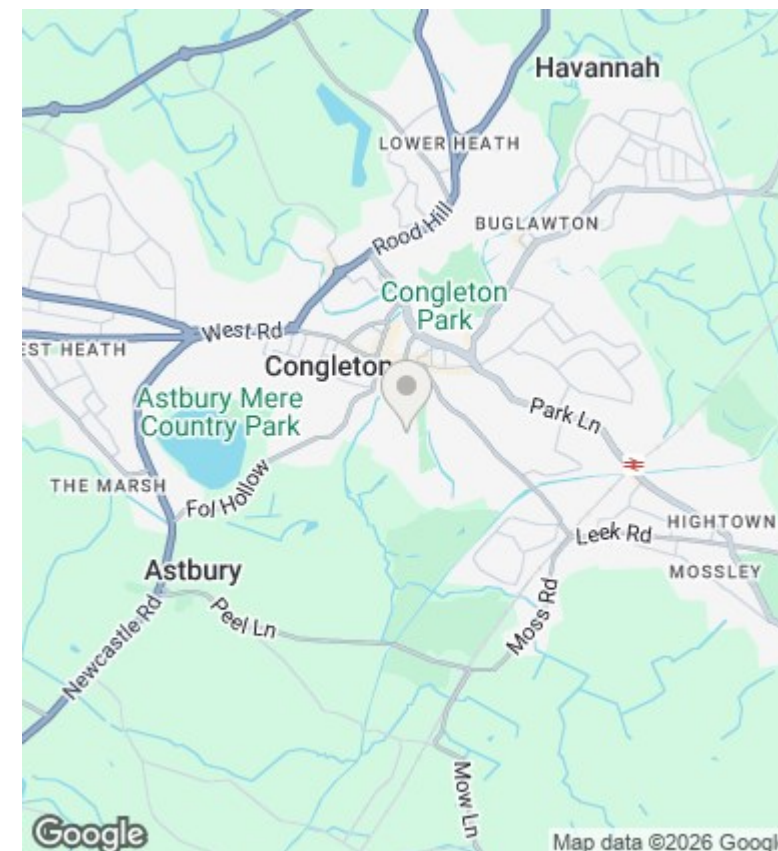 Havannah
LOWER HEATH
BUGLAWTON
Rood Hill
Congleton
Park
West Rd
EST HEATH
Congleton
Astbury Mere
Country Park
Park Ln
THE MARSH
Fol Hollow
HIGHTOWN
Leek Rd
MOSSLEY
Astbury
Peel Ln
Moss Rd
Newcastle Rd
Mow Ln
Google
Map data ©2026 Googl